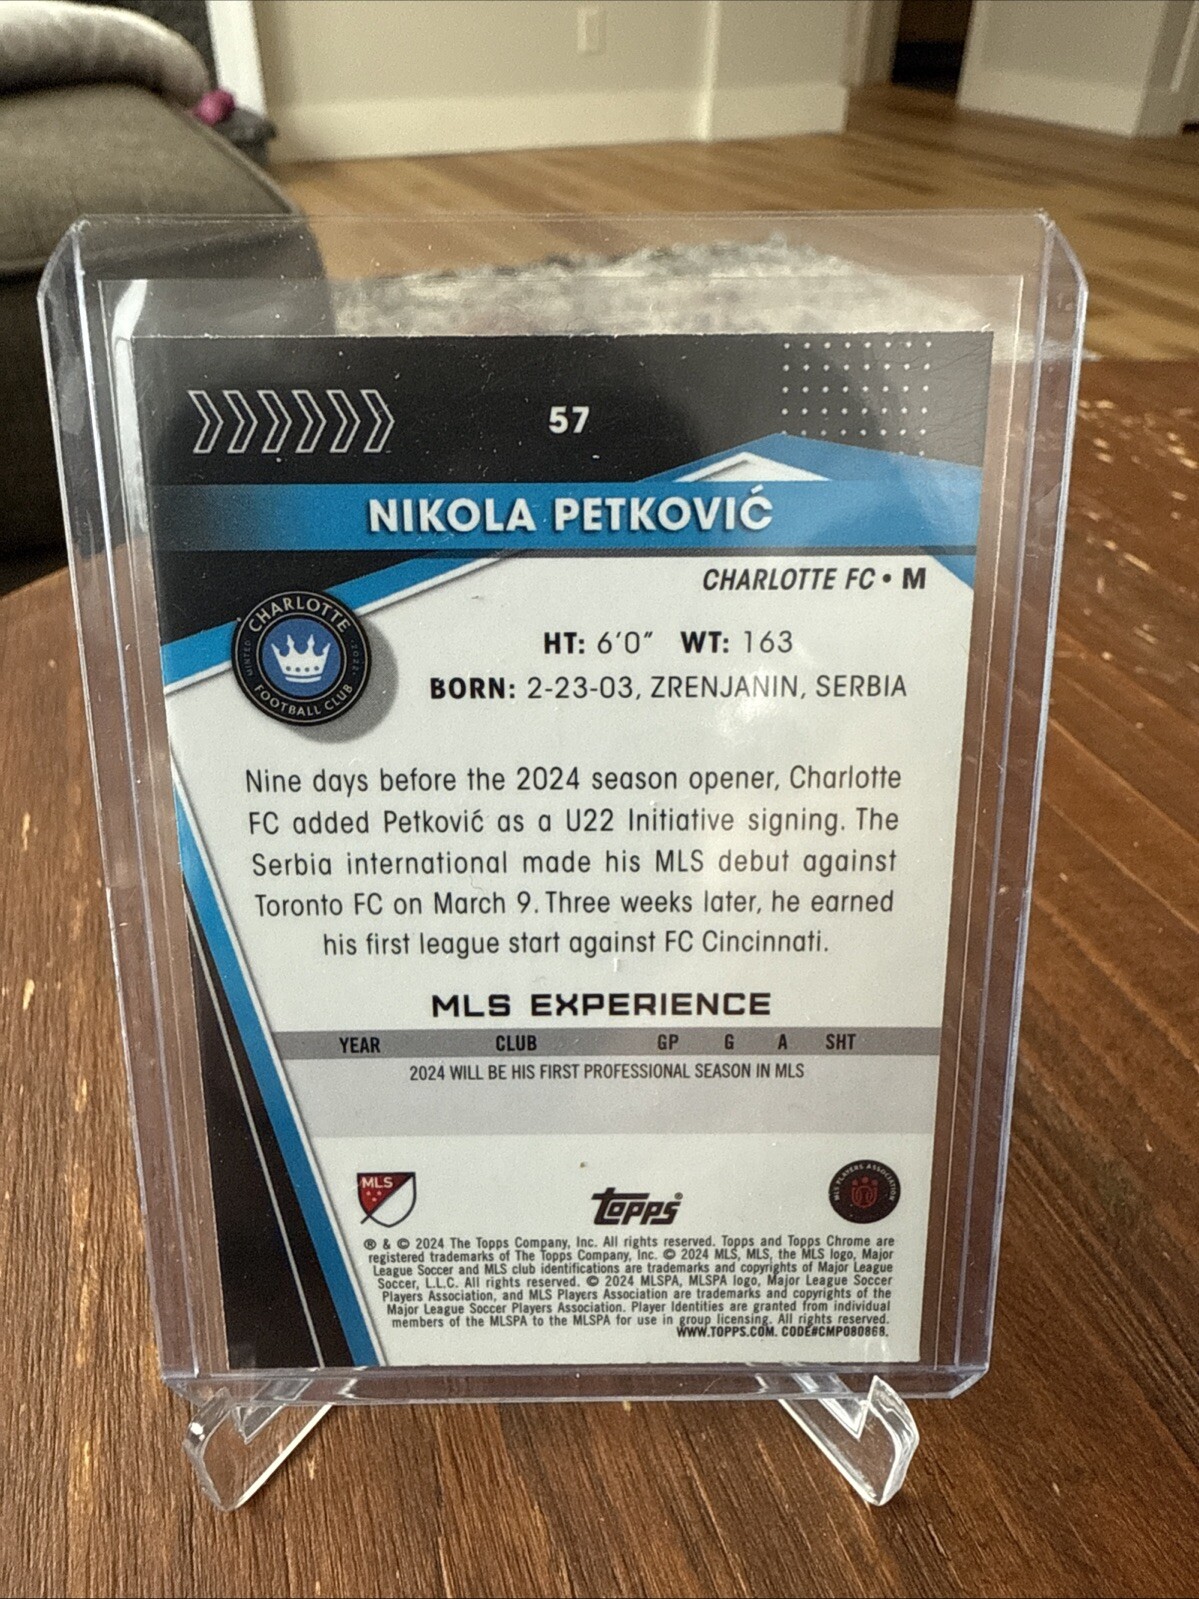 57
NIKOLA PETKOVIĆ
CHARLOTTE FC • M
CHARLOTTE
MINTED 2022
FOOTBALL CLUB
HT: 6'0" WT: 163
BORN: 2-23-03, ZRENJANIN, SERBIA
Nine days before the 2024 season opener, Charlotte
FC added Petković as a U22 Initiative signing. The
Serbia international made his MLS debut against
Toronto FC on March 9. Three weeks later, he earned
his first league start against FC Cincinnati.
MLS EXPERIENCE
YEAR CLUB GP G A SHT
2024 WILL BE HIS FIRST PROFESSIONAL SEASON IN MLS
MLS
topps®
MLS PLAYERS ASSOCIATION
® & © 2024 The Topps Company, Inc. All rights reserved. Topps and Topps Chrome are
registered trademarks of The Topps Company, Inc. © 2024 MLS, MLS, the MLS logo, Major
League Soccer and MLS club identifications are trademarks and copyrights of Major League
Soccer, L.L.C. All rights reserved. © 2024 MLSPA, MLSPA logo, Major League Soccer
Players Association, and MLS Players Association are trademarks and copyrights of the
Major League Soccer Players Association. Player Identities are granted from individual
members of the MLSPA to the MLSPA for use in group licensing. All rights reserved.
WWW.TOPPS.COM. CODE#CMP080868.